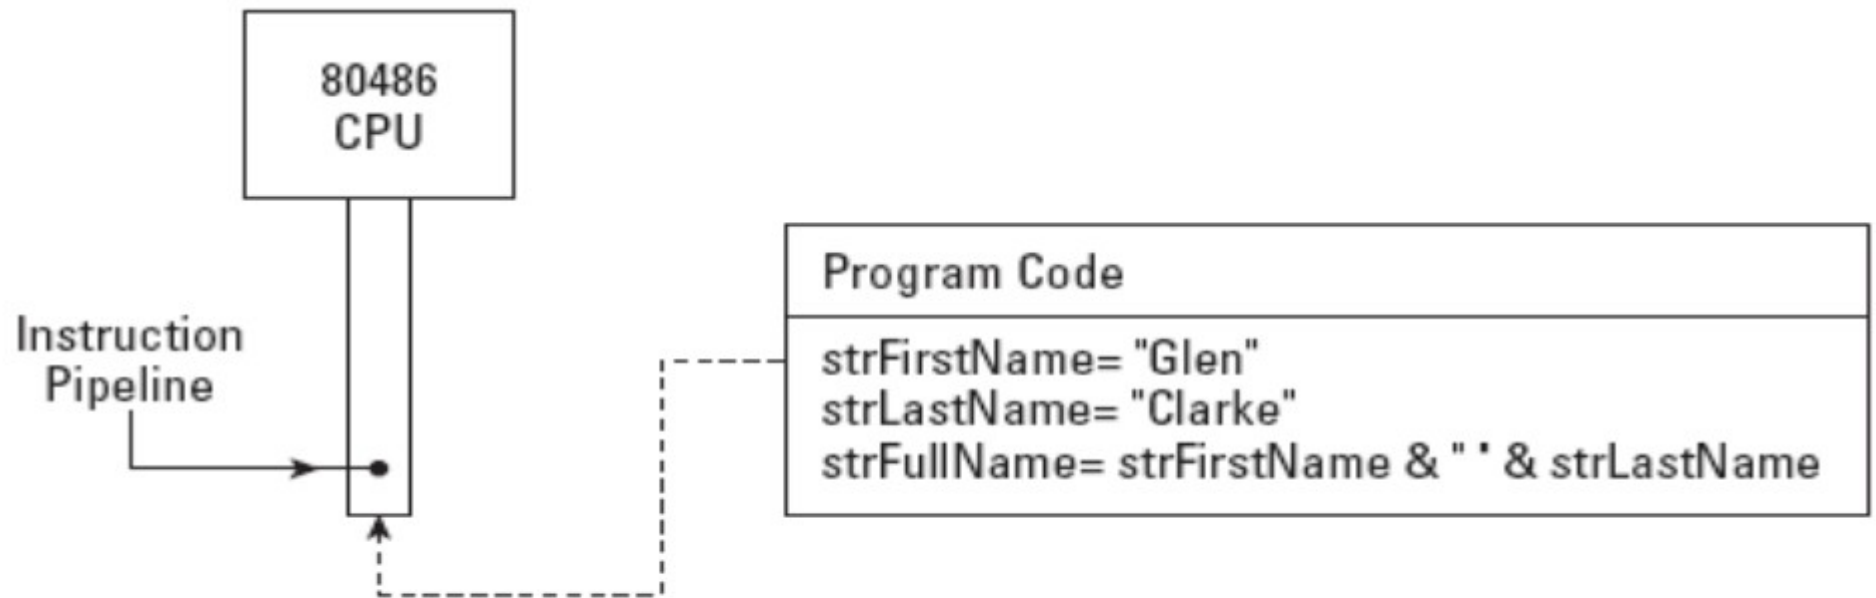 80486
CPU
Instruction
Pipeline
Program Code
strFirstName= "Glen"
strLastName= "Clarke"
strFullName= strFirstName & " " & strLastName